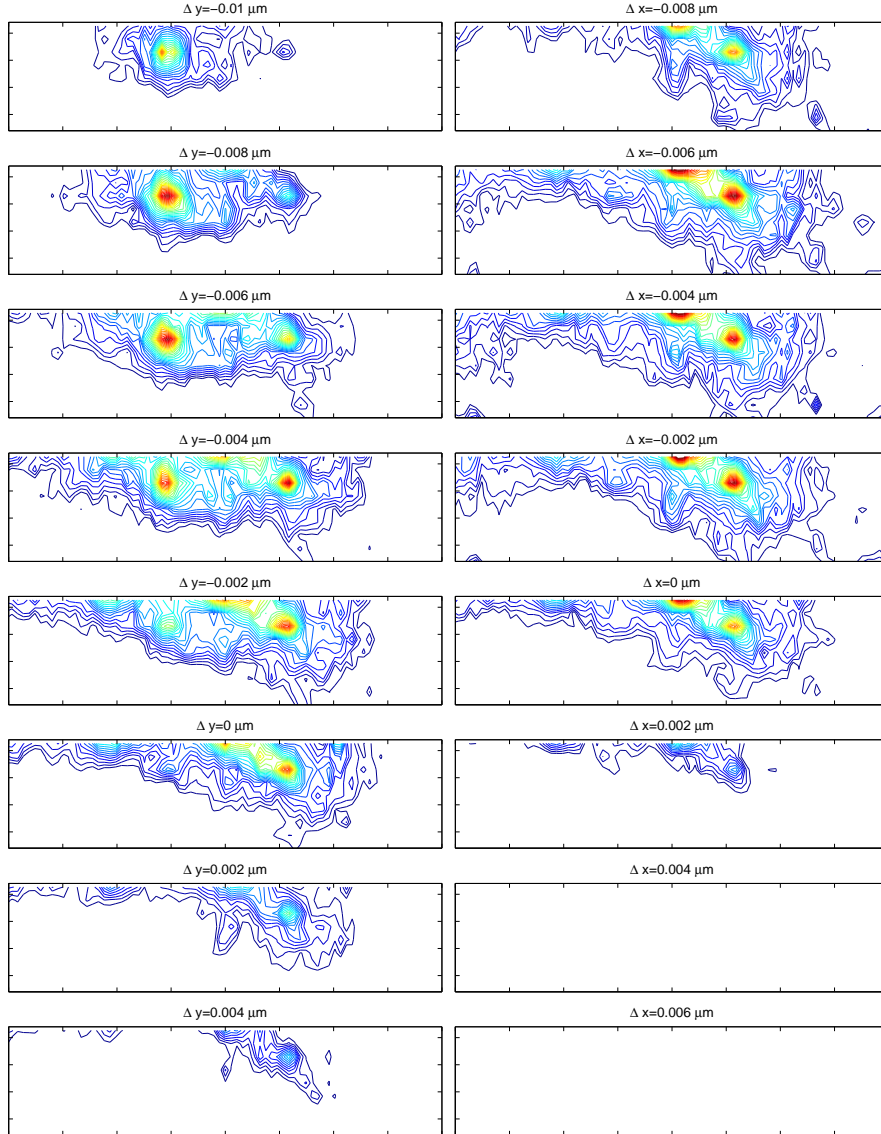 Δ y=−0.01 μm
Δ x=−0.008 μm
Δ y=−0.008 μm
Δ x=−0.006 μm
Δ y=−0.006 μm
Δ x=−0.004 μm
Δ y=−0.004 μm
Δ x=−0.002 μm
Δ y=−0.002 μm
Δ x=0 μm
Δ y=0 μm
Δ x=0.002 μm
Δ y=0.002 μm
Δ x=0.004 μm
Δ y=0.004 μm
Δ x=0.006 μm